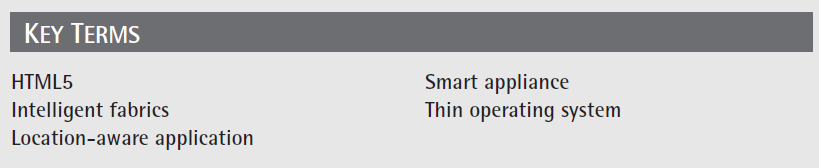 KEY TERMS
HTML5
Intelligent fabrics
Location-aware application
Smart appliance
Thin operating system